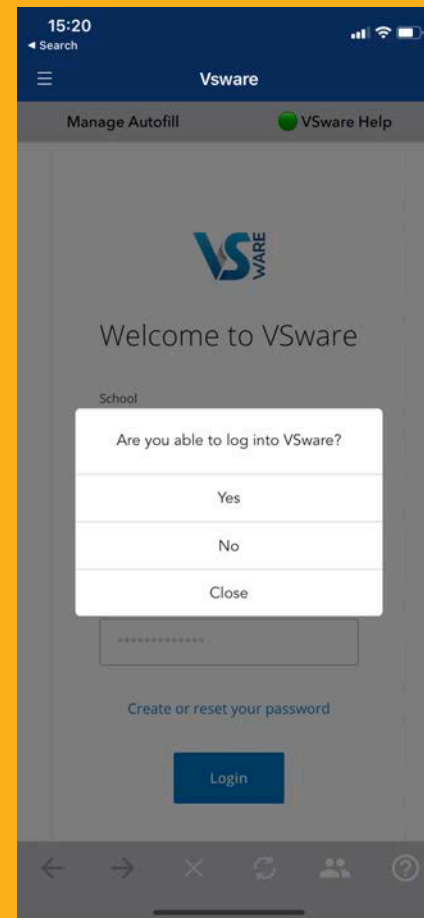 15:20
◄ Search
Vsware
Manage Autofill
VSware Help
VS WARE
Welcome to VSware
School
Are you able to log into VSware?
Yes
No
Close
Create or reset your password
Login